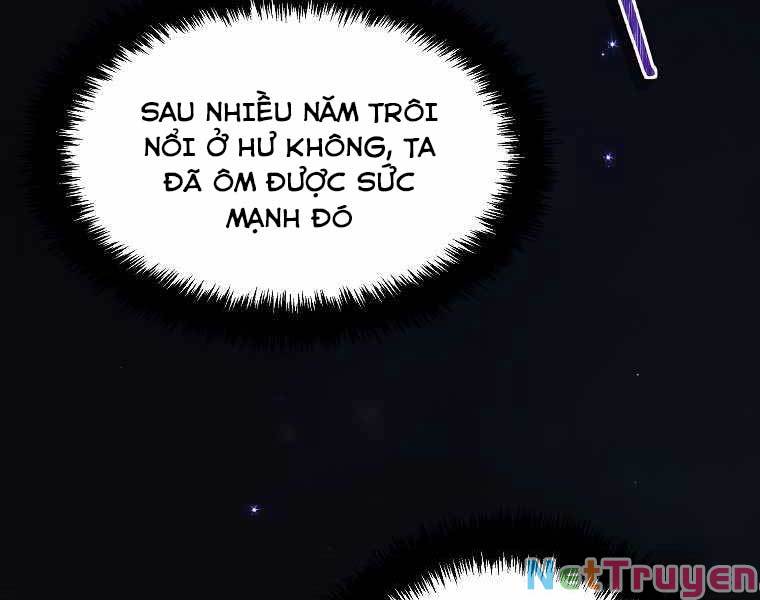 SAU NHIỀU NĂM TRÔI
NỔI Ở HƯ KHÔNG, TA
ĐÃ ÔM ĐƯỢC SỨC
MẠNH ĐÓ
NetTruyen